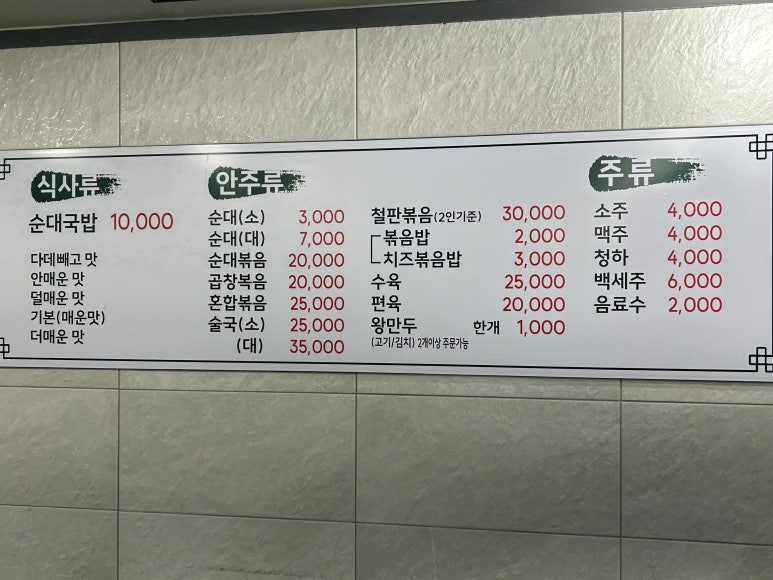 식사류
순대국밥 10,000
다데빼고 맛
안매운 맛
덜매운 맛
기본(매운맛)
더매운 맛
안주류
순대(소) 3,000
순대(대) 7,000
순대볶음 20,000
곱창볶음 20,000
혼합볶음 25,000
술국(소) 25,000
(대) 35,000
철판볶음(2인기준) 30,000
볶음밥 2,000
치즈볶음밥 3,000
수육 25,000
편육 20,000
왕만두 한개 1,000
(고기/김치) 2개이상 주문가능
주류
소주 4,000
맥주 4,000
청하 4,000
백세주 6,000
음료수 2,000